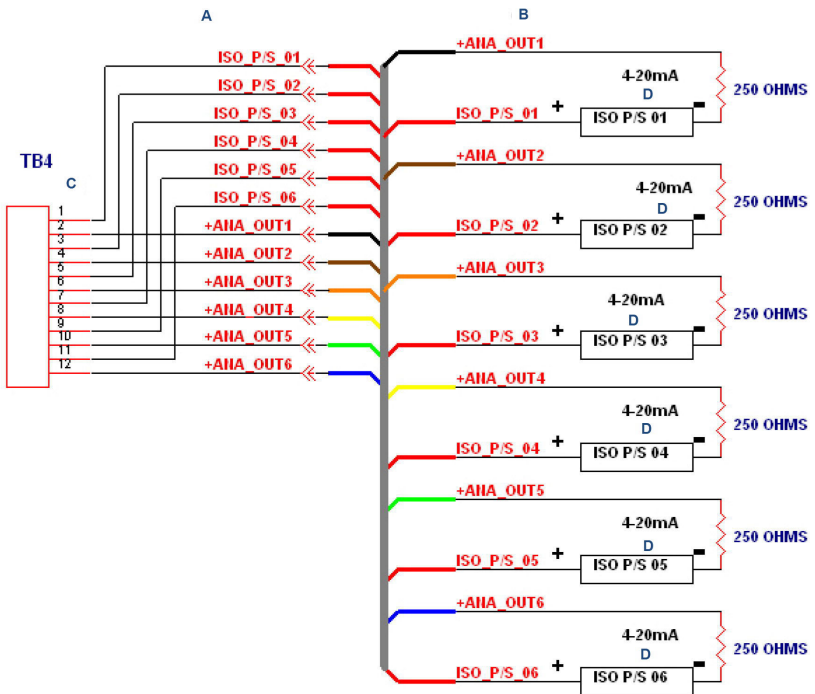 A
B
ISO_P/S_01
ISO_P/S_02
ISO_P/S_03
ISO_P/S_04
ISO_P/S_05
ISO_P/S_06
+ANA_OUT1
+ANA_OUT2
+ANA_OUT3
+ANA_OUT4
+ANA_OUT5
+ANA_OUT6
TB4
C
1
2
3
4
5
6
7
8
9
10
11
12
+ANA_OUT1
4-20mA
D
250 OHMS
ISO_P/S_01 + ISO P/S 01 -
+ANA_OUT2
4-20mA
D
250 OHMS
ISO_P/S_02 + ISO P/S 02 -
+ANA_OUT3
4-20mA
D
250 OHMS
ISO_P/S_03 + ISO P/S 03 -
+ANA_OUT4
4-20mA
D
250 OHMS
ISO_P/S_04 + ISO P/S 04 -
+ANA_OUT5
4-20mA
D
250 OHMS
ISO_P/S_05 + ISO P/S 05 -
+ANA_OUT6
4-20mA
D
250 OHMS
ISO_P/S_06 + ISO P/S 06 -